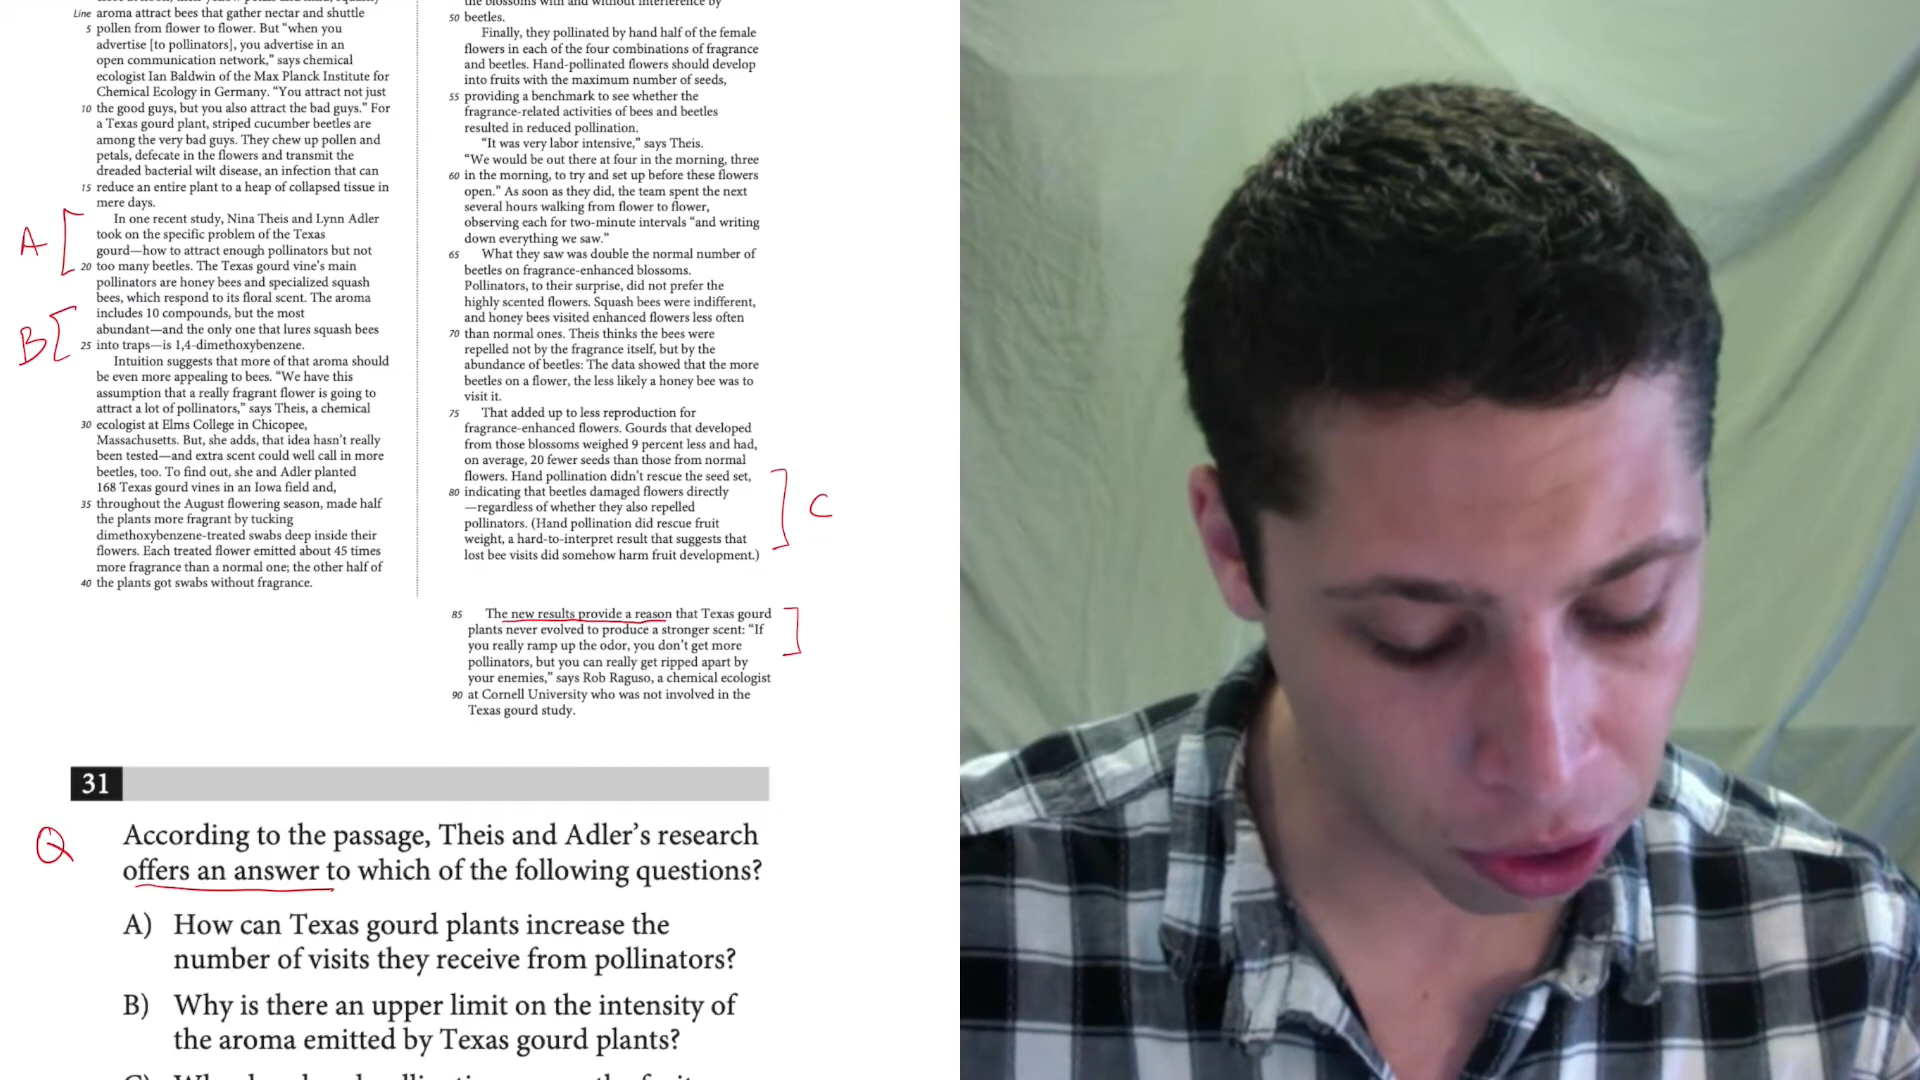 Line aroma attract bees that gather nectar and shuttle
5 pollen from flower to flower. But “when you
advertise [to pollinators], you advertise in an
open communication network,” says chemical
ecologist Ian Baldwin of the Max Planck Institute for
Chemical Ecology in Germany. “You attract not just
10 the good guys, but you also attract the bad guys.” For
a Texas gourd plant, striped cucumber beetles are
among the very bad guys. They chew up pollen and
petals, defecate in the flowers and transmit the
dreaded bacterial wilt disease, an infection that can
15 reduce an entire plant to a heap of collapsed tissue in
mere days.
In one recent study, Nina Theis and Lynn Adler
took on the specific problem of the Texas
A
gourd—how to attract enough pollinators but not
20 too many beetles. The Texas gourd vine’s main
pollinators are honey bees and specialized squash
bees, which respond to its floral scent. The aroma
includes 10 compounds, but the most
abundant—and the only one that lures squash bees
B
25 into traps—is 1,4-dimethoxybenzene.
Intuition suggests that more of that aroma should
be even more appealing to bees. “We have this
assumption that a really fragrant flower is going to
attract a lot of pollinators,” says Theis, a chemical
30 ecologist at Elms College in Chicopee,
Massachusetts. But, she adds, that idea hasn’t really
been tested—and extra scent could well call in more
beetles, too. To find out, she and Adler planted
168 Texas gourd vines in an Iowa field and,
35 throughout the August flowering season, made half
the plants more fragrant by tucking
dimethoxybenzene-treated swabs deep inside their
flowers. Each treated flower emitted about 45 times
more fragrance than a normal one; the other half of
40 the plants got swabs without fragrance.
the blossoms with and without interference by
50 beetles.
Finally, they pollinated by hand half of the female
flowers in each of the four combinations of fragrance
and beetles. Hand-pollinated flowers should develop
into fruits with the maximum number of seeds,
55 providing a benchmark to see whether the
fragrance-related activities of bees and beetles
resulted in reduced pollination.
“It was very labor intensive,” says Theis.
“We would be out there at four in the morning, three
60 in the morning, to try and set up before these flowers
open.” As soon as they did, the team spent the next
several hours walking from flower to flower,
observing each for two-minute intervals “and writing
down everything we saw.”
65 What they saw was double the normal number of
beetles on fragrance-enhanced blossoms.
Pollinators, to their surprise, did not prefer the
highly scented flowers. Squash bees were indifferent,
and honey bees visited enhanced flowers less often
70 than normal ones. Theis thinks the bees were
repelled not by the fragrance itself, but by the
abundance of beetles: The data showed that the more
beetles on a flower, the less likely a honey bee was to
visit it.
75 That added up to less reproduction for
fragrance-enhanced flowers. Gourds that developed
from those blossoms weighed 9 percent less and had,
on average, 20 fewer seeds than those from normal
flowers. Hand pollination didn’t rescue the seed set,
80 indicating that beetles damaged flowers directly
—regardless of whether they also repelled
C
pollinators. (Hand pollination did rescue fruit
weight, a hard-to-interpret result that suggests that
lost bee visits did somehow harm fruit development.)
85 The new results provide a reason that Texas gourd
plants never evolved to produce a stronger scent: “If
you really ramp up the odor, you don’t get more
pollinators, but you can really get ripped apart by
your enemies,” says Rob Raguso, a chemical ecologist
90 at Cornell University who was not involved in the
Texas gourd study.
31
Q
According to the passage, Theis and Adler’s research
offers an answer to which of the following questions?
A) How can Texas gourd plants increase the
number of visits they receive from pollinators?
B) Why is there an upper limit on the intensity of
the aroma emitted by Texas gourd plants?